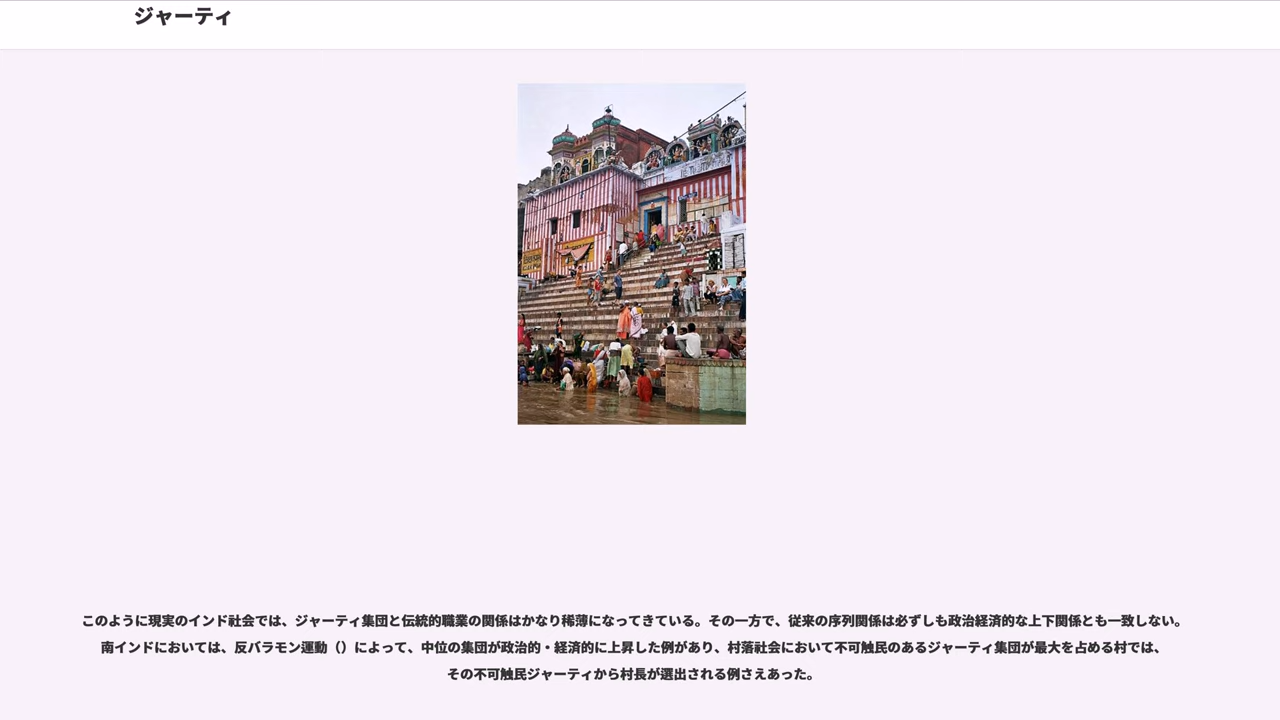 ジャーティ
このように現実のインド社会では、ジャーティ集団と伝統的職業の関係はかなり稀薄になってきている。その一方で、従来の序列関係は必ずしも政治経済的な上下関係とも一致しない。
南インドにおいては、反バラモン運動（）によって、中位の集団が政治的・経済的に上昇した例があり、村落社会において不可触民のあるジャーティ集団が最大を占める村では、
その不可触民ジャーティから村長が選出される例さえあった。